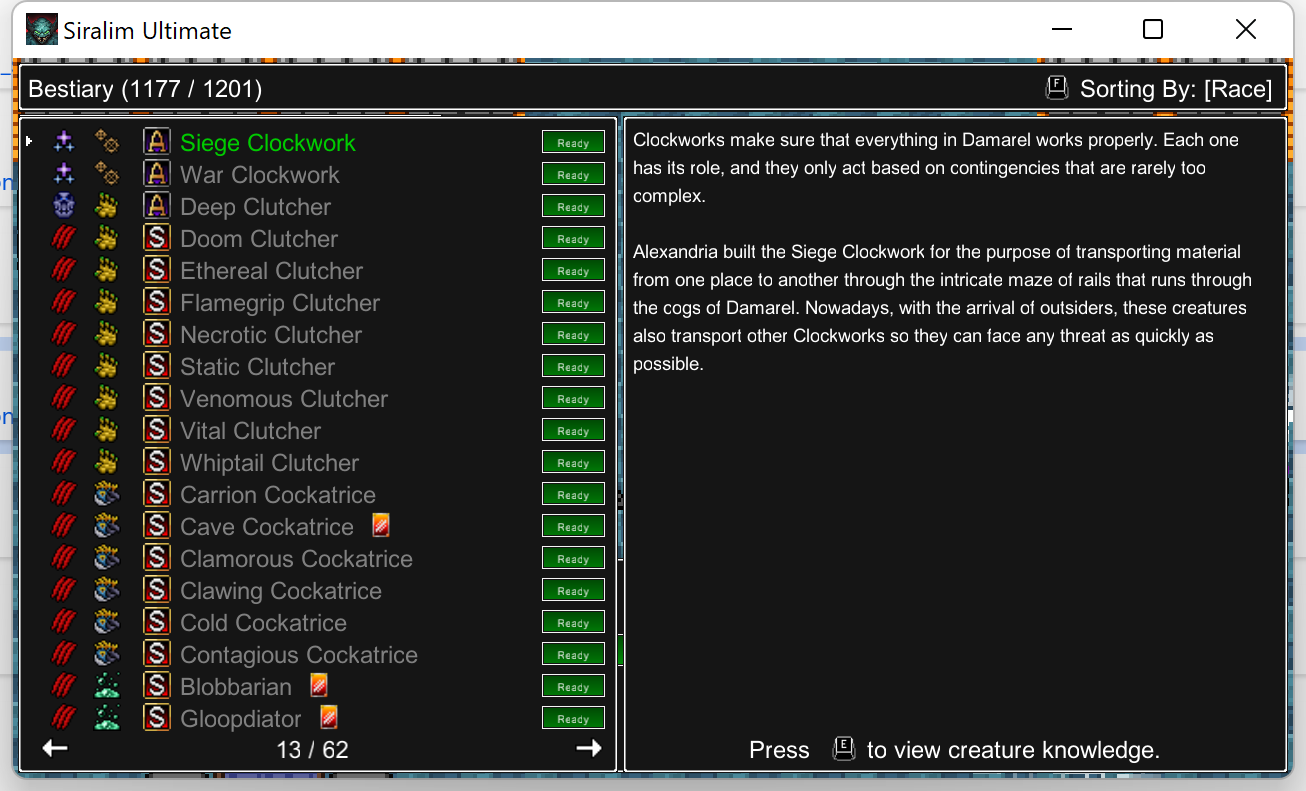 Siralim Ultimate
Bestiary (1177 / 1201)
F Sorting By: [Race]
A Siege Clockwork Ready
A War Clockwork Ready
A Deep Clutcher Ready
S Doom Clutcher Ready
S Ethereal Clutcher Ready
S Flamegrip Clutcher Ready
S Necrotic Clutcher Ready
S Static Clutcher Ready
S Venomous Clutcher Ready
S Vital Clutcher Ready
S Whiptail Clutcher Ready
S Carrion Cockatrice Ready
S Cave Cockatrice Ready
S Clamorous Cockatrice Ready
S Clawing Cockatrice Ready
S Cold Cockatrice Ready
S Contagious Cockatrice Ready
S Blobbarian Ready
S Gloopdiator Ready
13 / 62
Clockworks make sure that everything in Damarel works properly. Each one
has its role, and they only act based on contingencies that are rarely too
complex.
Alexandria built the Siege Clockwork for the purpose of transporting material
from one place to another through the intricate maze of rails that runs through
the cogs of Damarel. Nowadays, with the arrival of outsiders, these creatures
also transport other Clockworks so they can face any threat as quickly as
possible.
Press E to view creature knowledge.